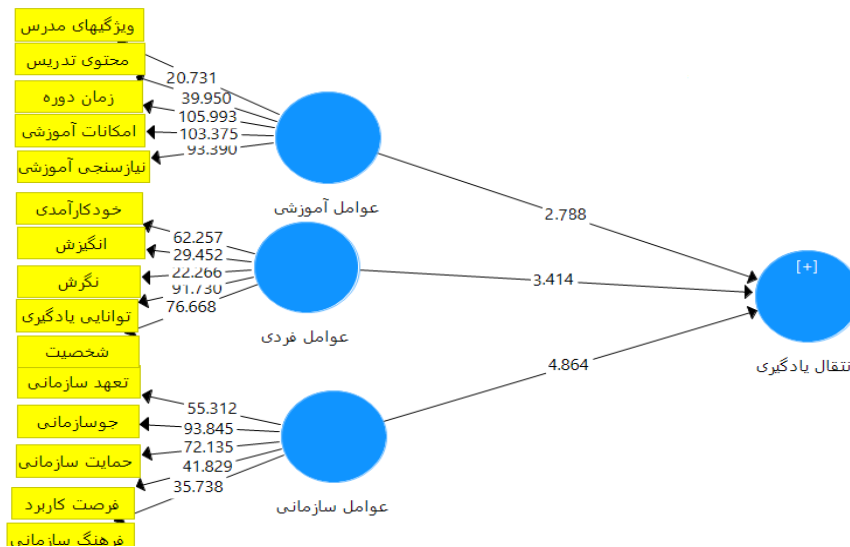 ویژگیهای مدرس
محتوی تدریس
زمان دوره
امکانات آموزشی
نیازسنجی آموزشی
20.731
39.950
105.993
103.375
93.390
عوامل آموزشی
2.788
خودکارآمدی
انگیزش
نگرش
توانایی یادگیری
شخصیت
62.257
29.452
22.266
91.730
76.668
عوامل فردی
3.414
[+]
نتقال یادگیری
تعهد سازمانی
جوسازمانی
حمایت سازمانی
فرصت کاربرد
فرهنگ سازمانی
55.312
93.845
72.135
41.829
35.738
عوامل سازمانی
4.864